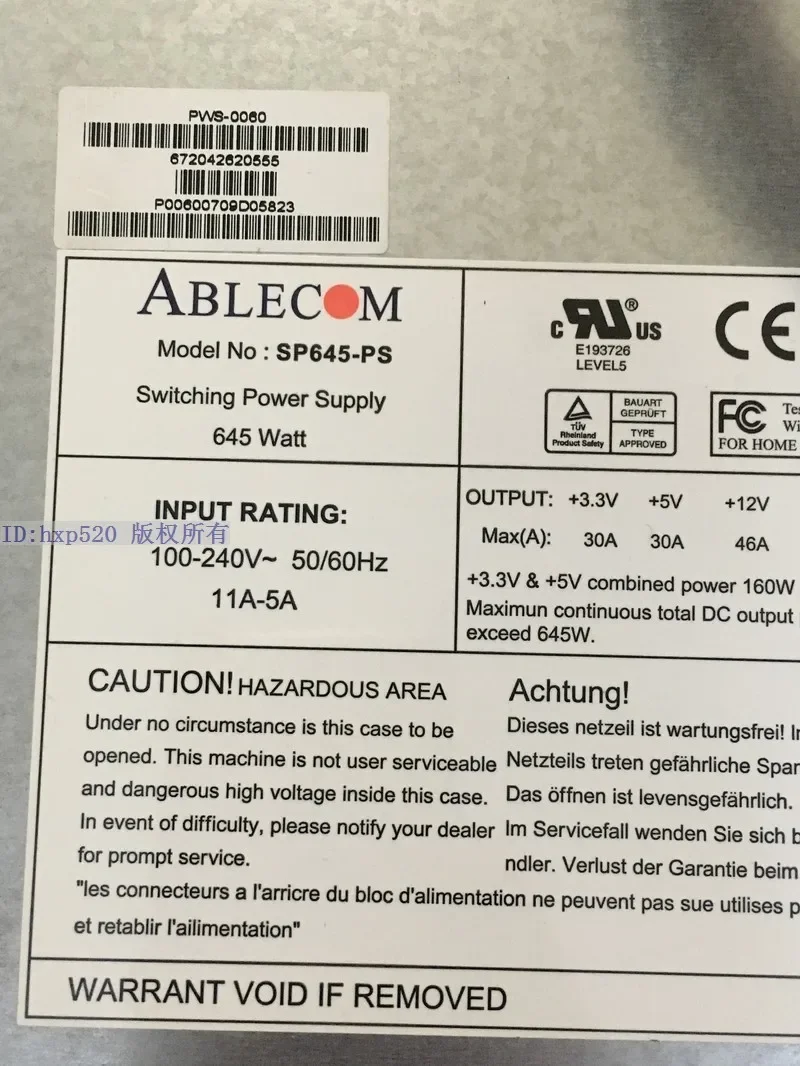 PWS-0060
672042620555
P00600709D05823
ABLECOM
Model No : SP645-PS
Switching Power Supply
645 Watt
c RU ® US
E193726
LEVEL5
CE
TÜV
Rheinland
Product Safety
BAUART
GEPRÜFT
TYPE
APPROVED
FC
FOR HOME
INPUT RATING:
100-240V~ 50/60Hz
11A-5A
OUTPUT: +3.3V +5V +12V
Max(A): 30A 30A 46A
+3.3V & +5V combined power 160W
Maximun continuous total DC output
exceed 645W.
ID:hxp520 版权所有
CAUTION! HAZARDOUS AREA
Under no circumstance is this case to be
opened. This machine is not user serviceable
and dangerous high voltage inside this case.
In event of difficulty, please notify your dealer
for prompt service.
Achtung!
Dieses netzeil ist wartungsfrei!
Netzteils treten gefährliche
Das öffnen ist levensgefährlich.
Im Servicefall wenden Sie sich
ndler. Verlust der Garantie beim
"les connecteurs a l'arricre du bloc d'alimentation ne peuvent pas sue utilises
et retablir l'ailimentation"
WARRANT VOID IF REMOVED